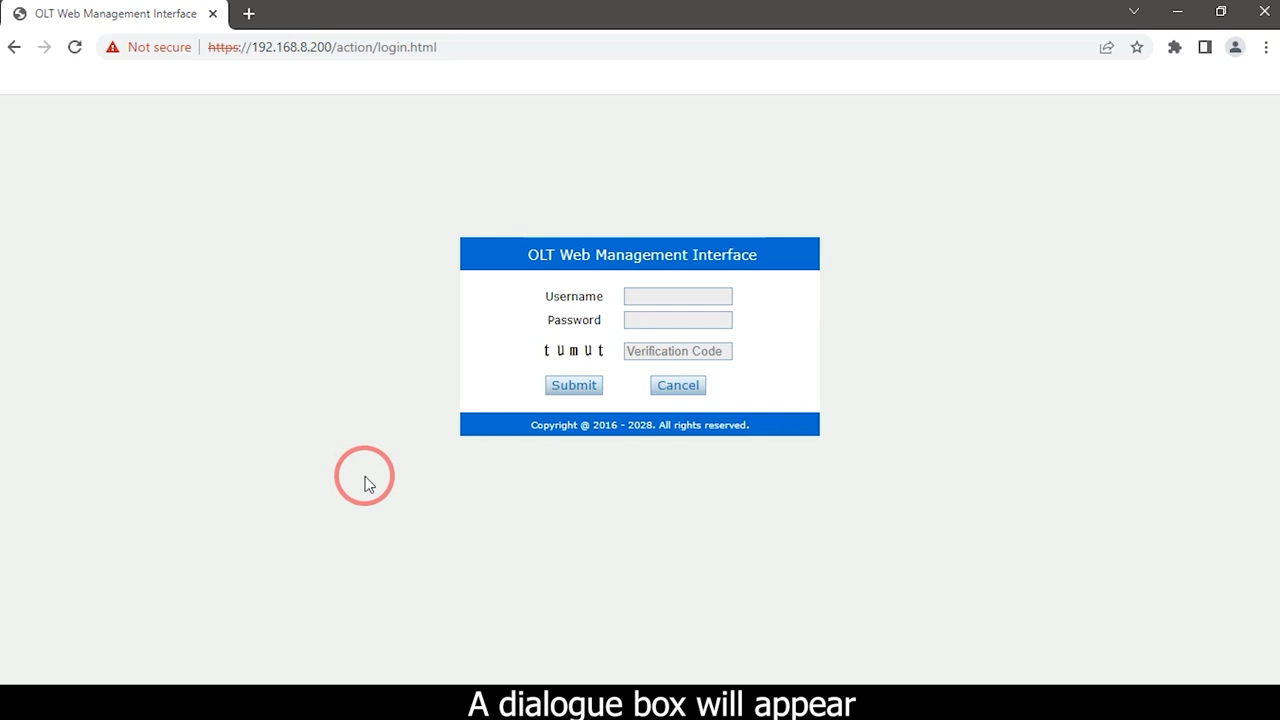 OLT Web Management Interface
Not secure
https://192.168.8.200/action/login.html
OLT Web Management Interface
Username
Password
tumut
Verification Code
Submit
Cancel
Copyright @ 2016 - 2028. All rights reserved.
A dialogue box will appear